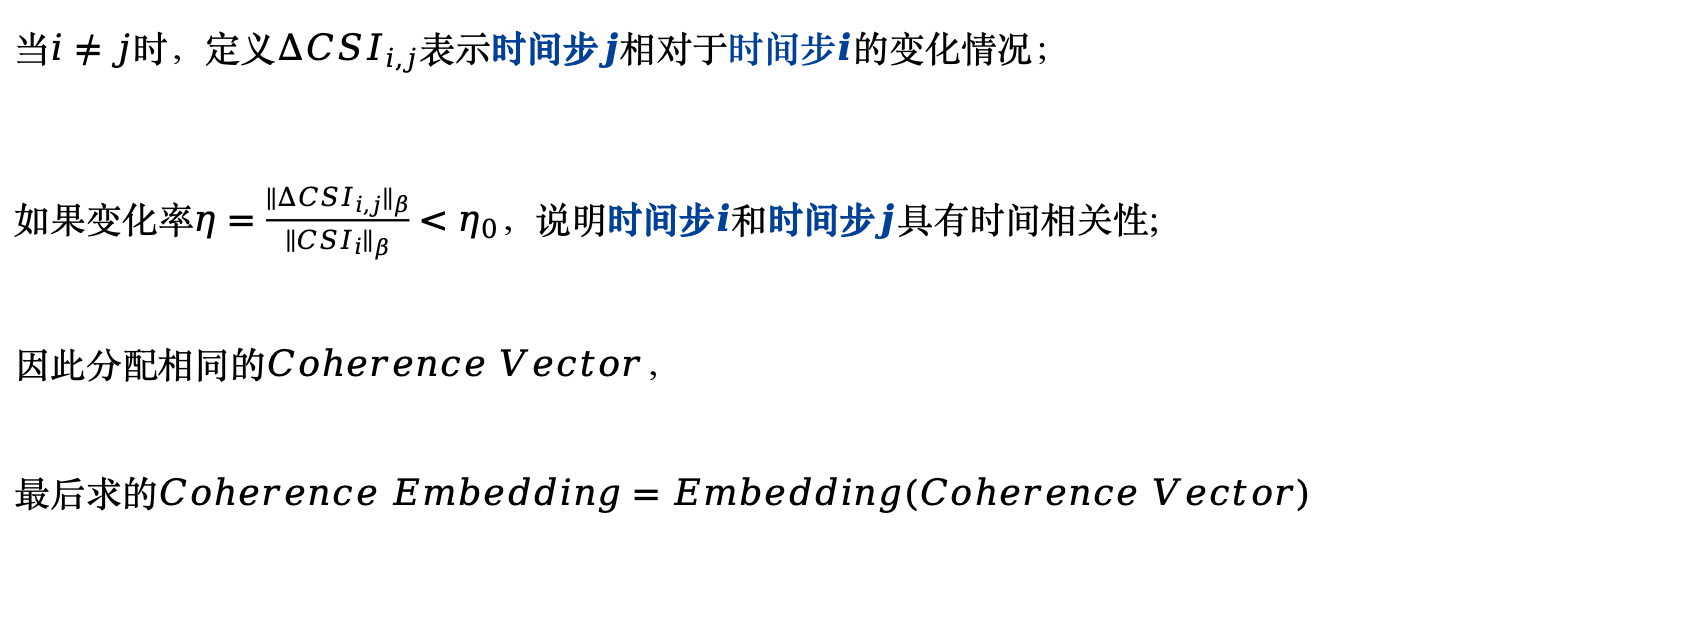 当i ≠ j时，定义ΔCSI_{i,j}表示时间步j相对于时间步i的变化情况；
如果变化率η = ‖ΔCSI_{i,j}‖_β / ‖CSI_i‖_β < η_0，说明时间步i和时间步j具有时间相关性;
因此分配相同的Coherence Vector，
最后求的Coherence Embedding = Embedding(Coherence Vector)